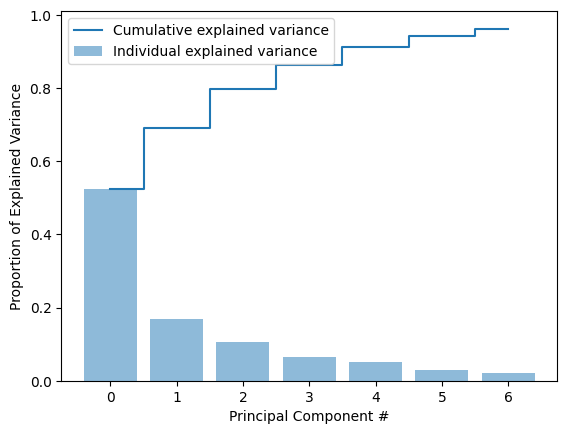 1.0
0.8
0.6
0.4
0.2
0.0
Proportion of Explained Variance
Cumulative explained variance
Individual explained variance
0 1 2 3 4 5 6
Principal Component #